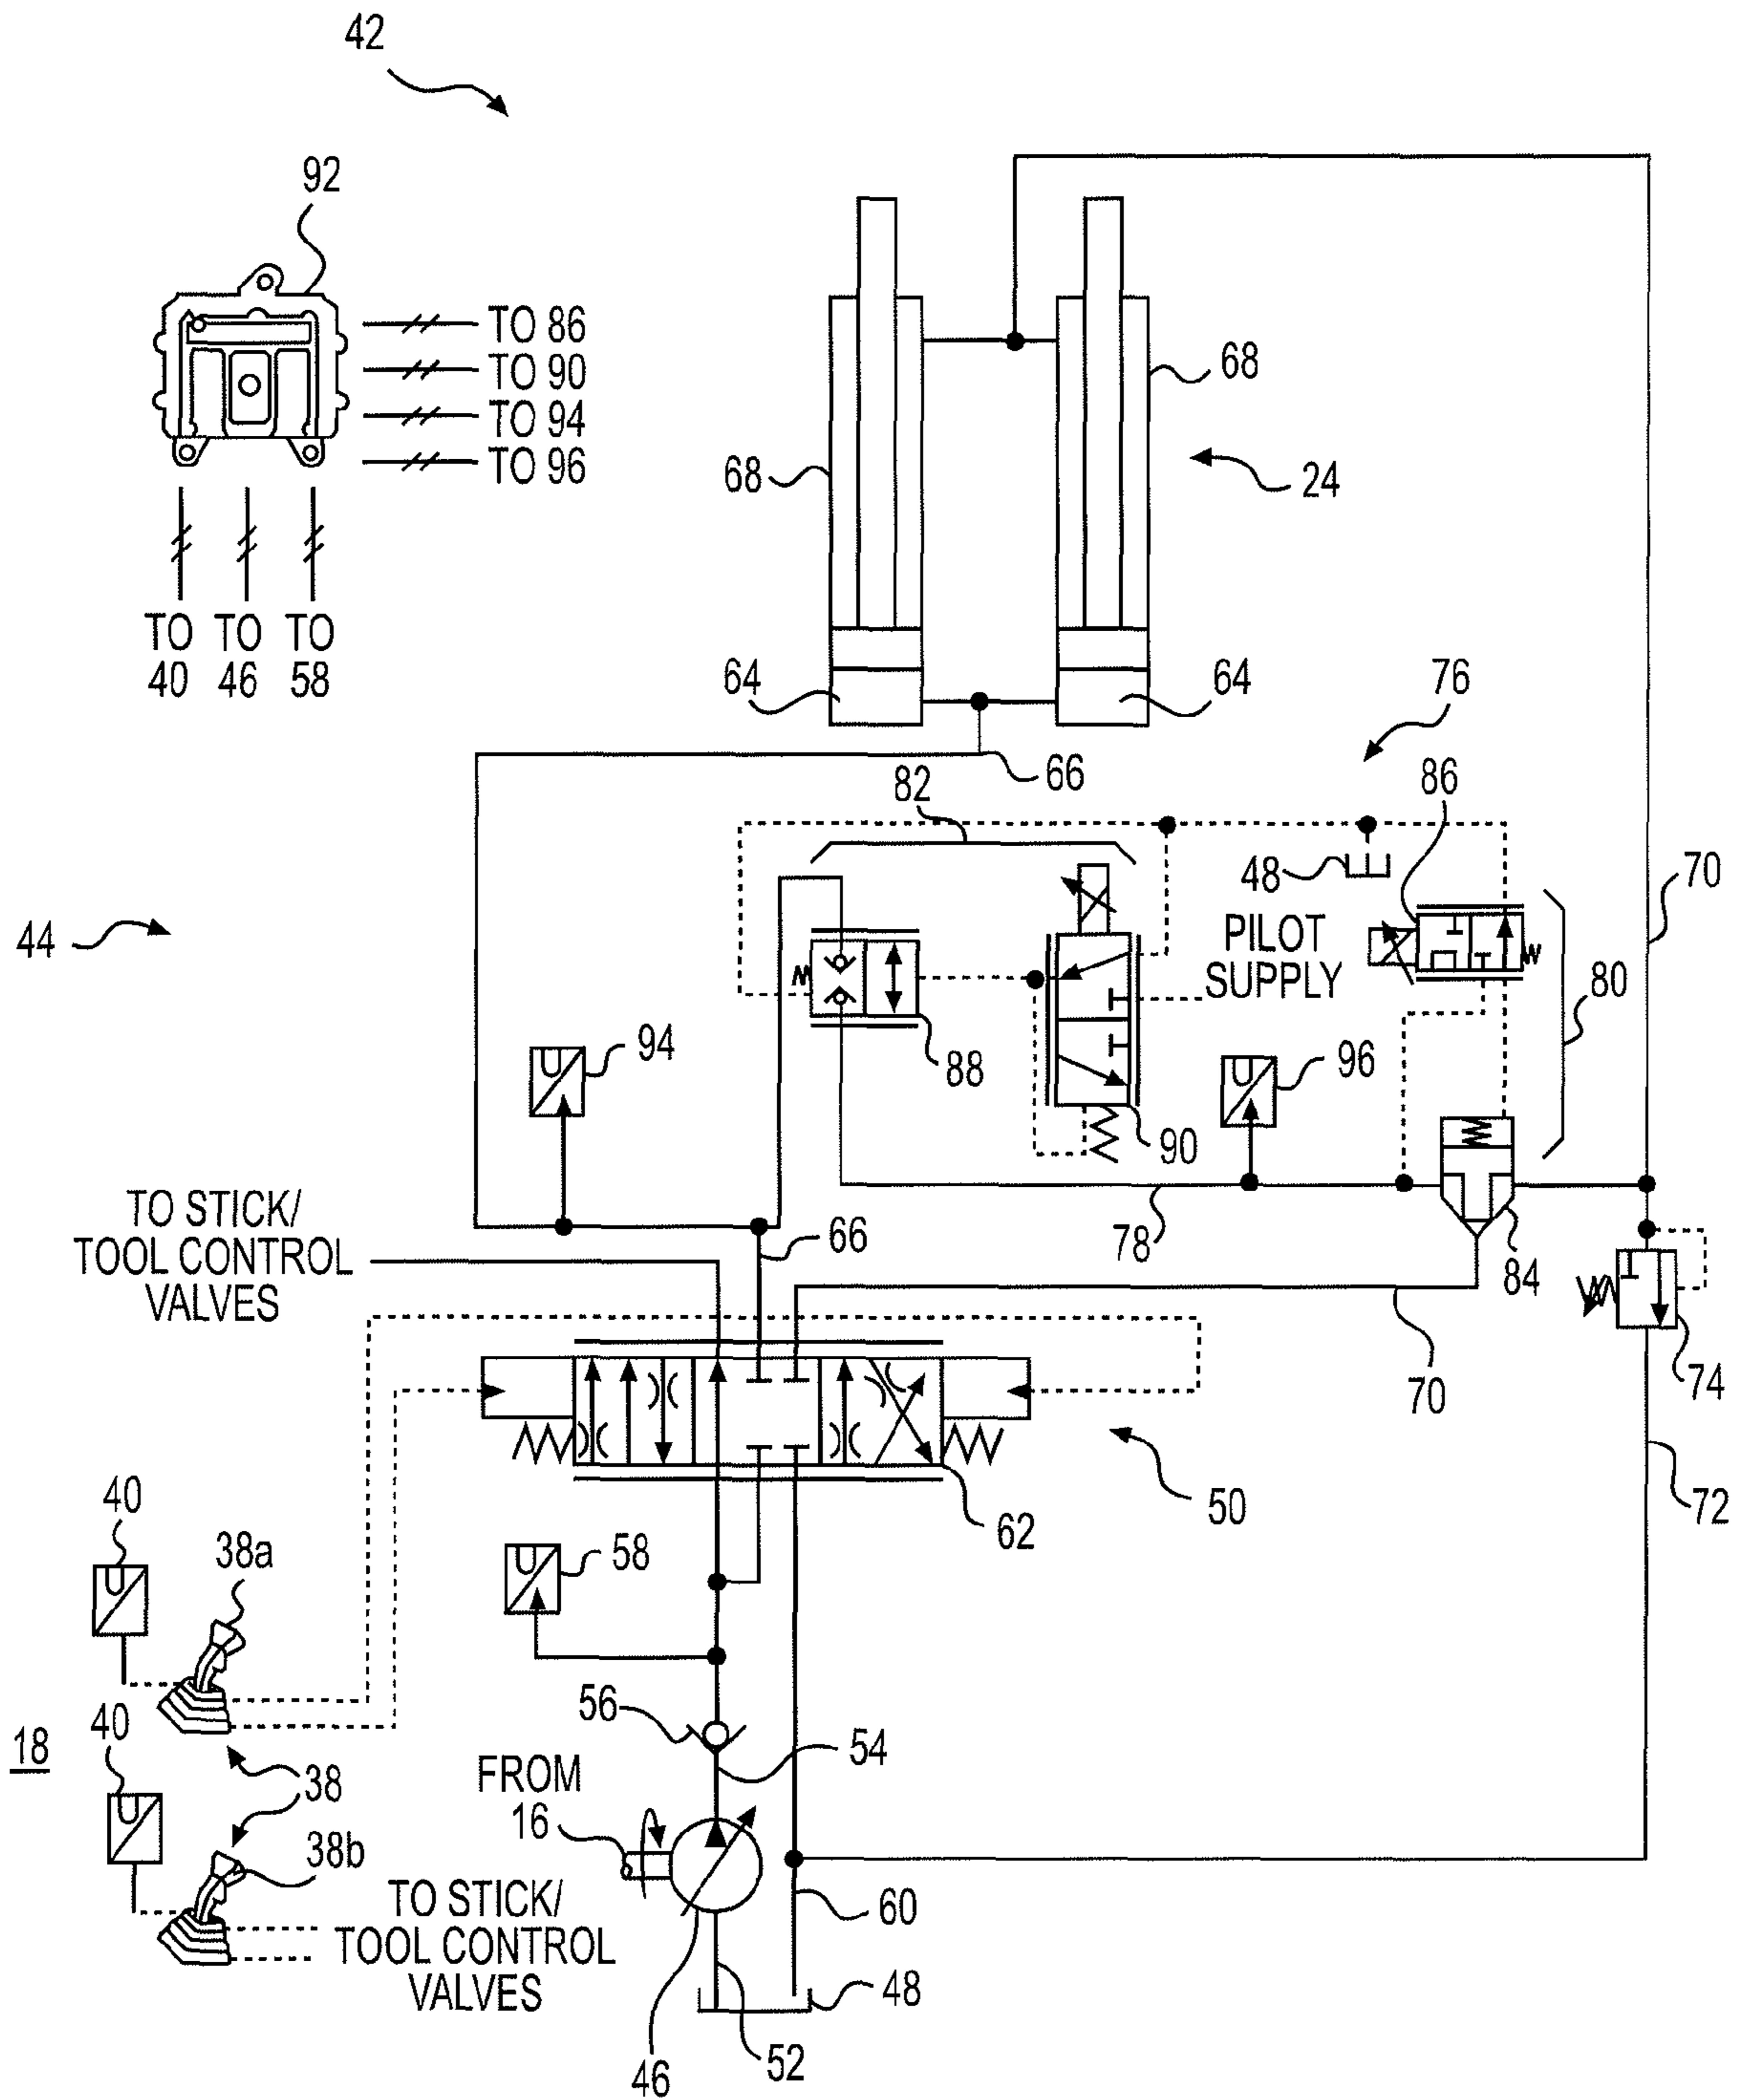 42
92
TO 86
TO 90
TO 94
TO 96
TO
40
TO
46
TO
58
68
68
24
64
64
66
76
82
86
48
70
44
PILOT
SUPPLY
80
94
88
96
90
TO STICK/
TOOL CONTROL
VALVES
66
78
84
74
70
50
62
72
40
38a
58
40
56
54
18
38
FROM
16
38b
TO STICK/
TOOL CONTROL
VALVES
60
48
52
46